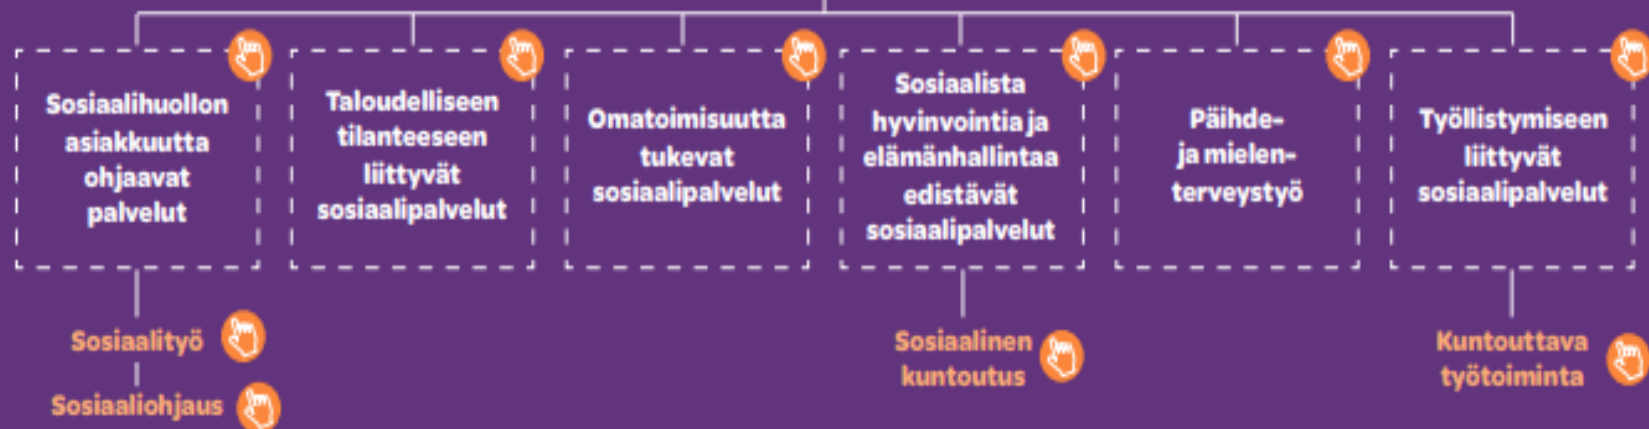 Sosiaalihuollon
asiakkuutta
ohjaavat
palvelut
Taloudelliseen
tilanteeseen
liittyvät
sosiaalipalvelut
Omatoimisuutta
tukevat
sosiaalipalvelut
Sosiaalista
hyvinvointia ja
elämänhallintaa
edistävät
sosiaalipalvelut
Päihde-
ja mielen-
terveystyö
Työllistymiseen
liittyvät
sosiaalipalvelut
Sosiaalityö
Sosiaaliohjaus
Sosiaalinen
kuntoutus
Kuntouttava
työtoiminta